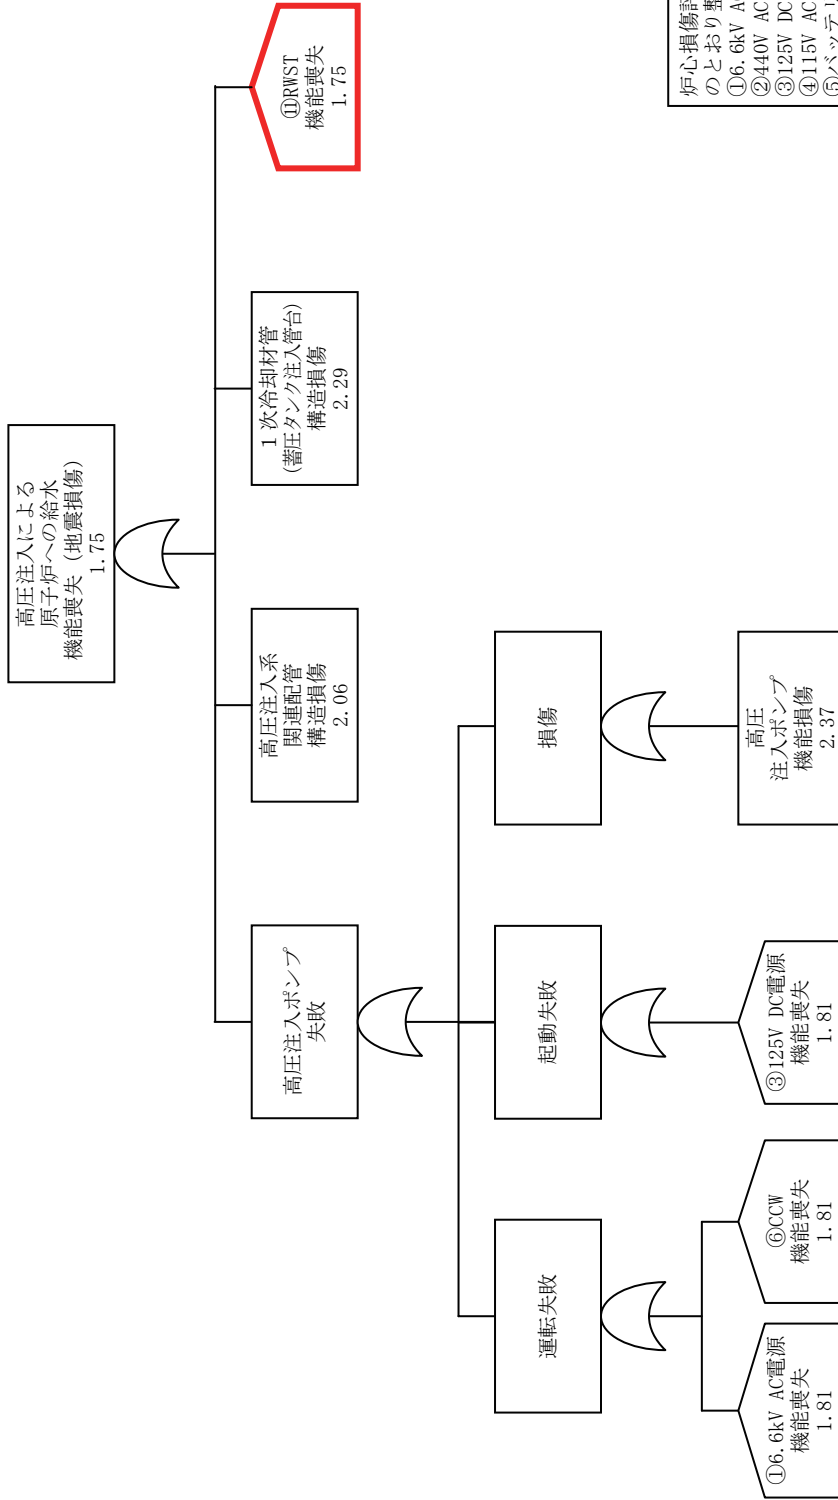 高圧注入による
原子炉への給水
機能喪失（地震損傷）
1.75
高圧注入ポンプ
失敗
高圧注入系
関連配管
構造損傷
2.06
１次冷却材管
(蓄圧タンク注入管台)
構造損傷
2.29
⑪RWST
機能喪失
1.75
運転失敗
起動失敗
損傷
①6.6kV AC電源
機能喪失
1.81
⑥CCW
機能喪失
1.81
③125V DC電源
機能喪失
1.81
高圧
注入ポンプ
機能損傷
2.37
炉心損傷
のとおり整
①6.6kV A
②440V AC
③125V DC
④115V AC
⑤バッテリ